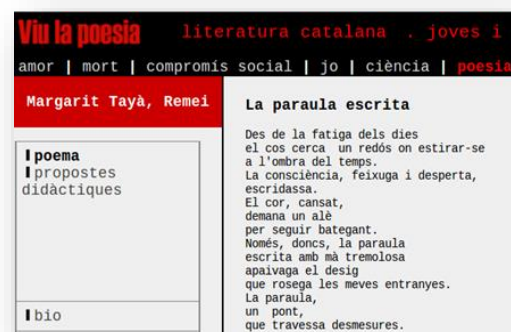 Viu la poesia
literatura catalana . joves i
amor | mort | compromís social | jo | ciència | poesia
Margarit Tayà, Remei
poema
propostes
didàctiques
bio
La paraula escrita
Des de la fatiga dels dies
el cos cerca un redós on estirar-se
a l'ombra del temps.
La consciència, feixuga i desperta,
escridassa.
El cor, cansat,
demana un alè
per seguir bategant.
Només, doncs, la paraula
escrita amb mà tremolosa
apaivaga el desig
que rosega les meves entranyes.
La paraula,
un pont,
que travessa desmesures.